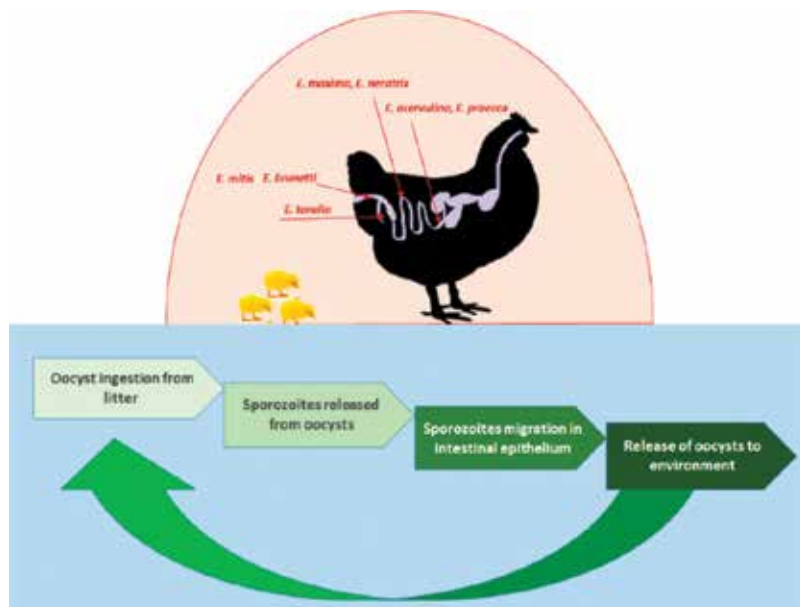 E. maxima, E. necatrix
E. acervulina, E. praecox
E. mitis E. brunetti
E. tenella
Oocyst ingestion from
litter
Sporozoites released
from oocysts
Sporozoites migration in
intestinal epithelium
Release of oocysts to
environment